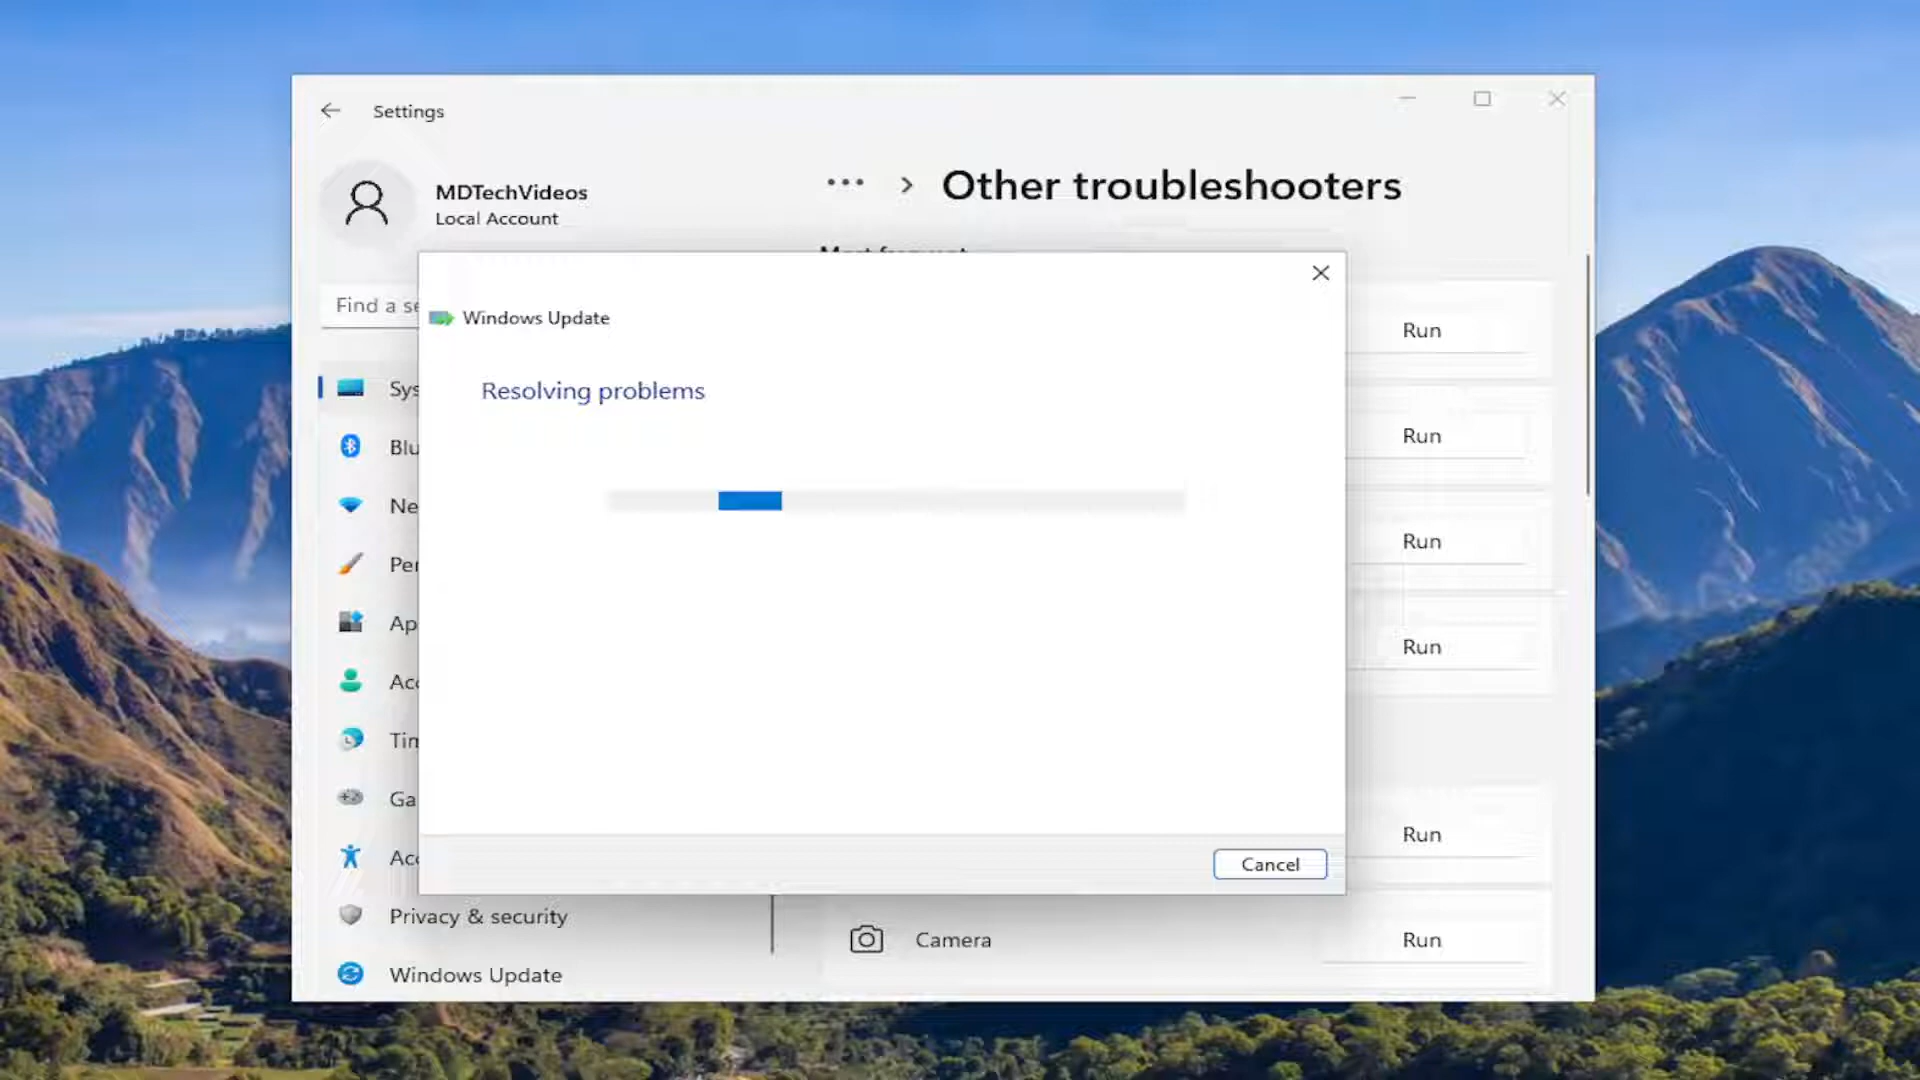 Settings
MDTechVideos
Local Account
Other troubleshooters
Find a se
Windows Update
Resolving problems
Sys
Blu
Ne
Per
Ap
Acc
Tim
Ga
Acc
Privacy & security
Windows Update
Run
Run
Run
Run
Run
Cancel
Camera
Run